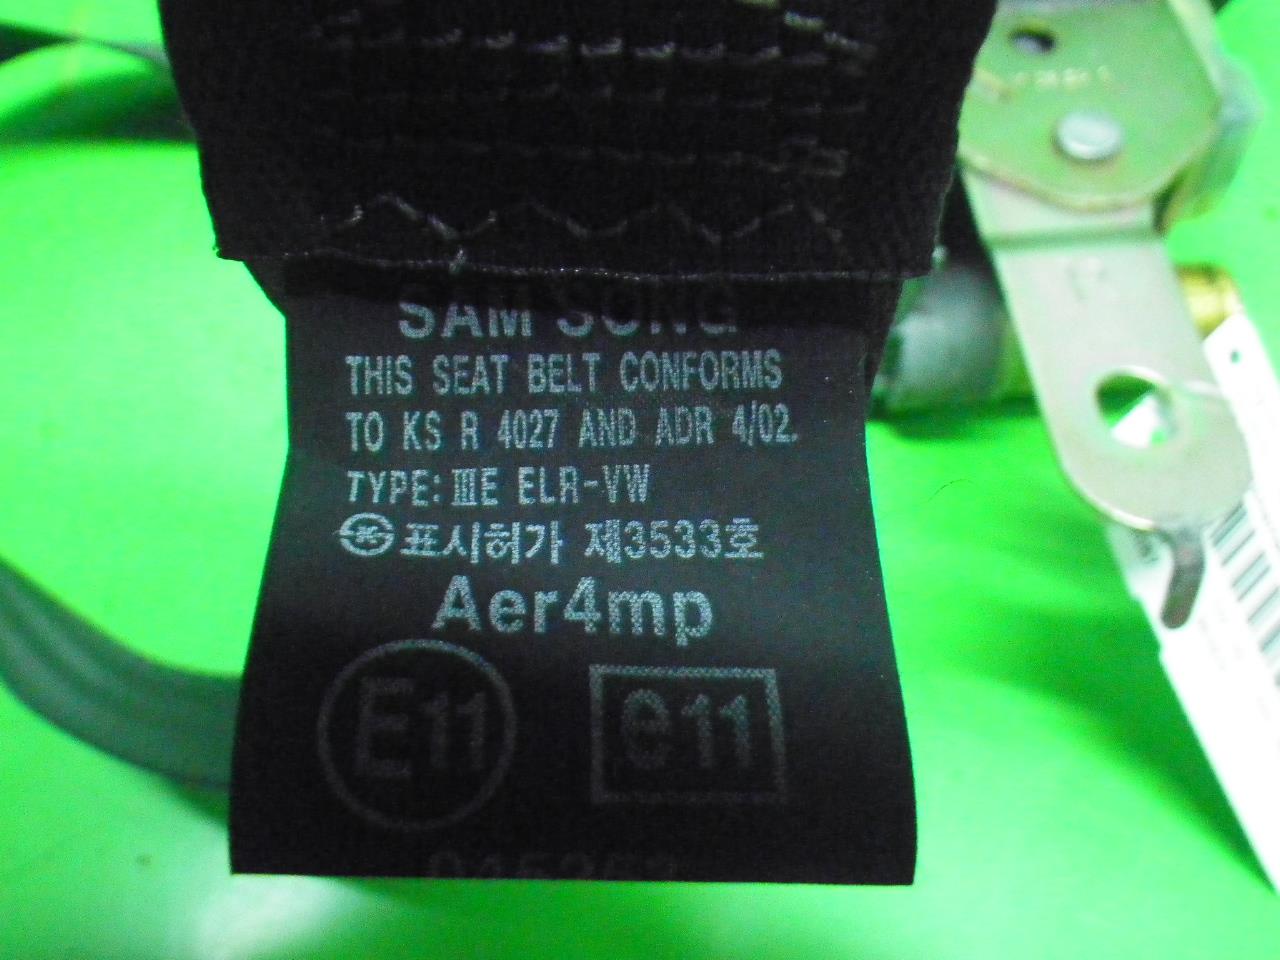 SAM SONG
THIS SEAT BELT CONFORMS
TO KS R 4027 AND ADR 4/02.
TYPE: ⅢE ELR-VW
㉿표시허가 제3533호
Aer4mp
E11
e11